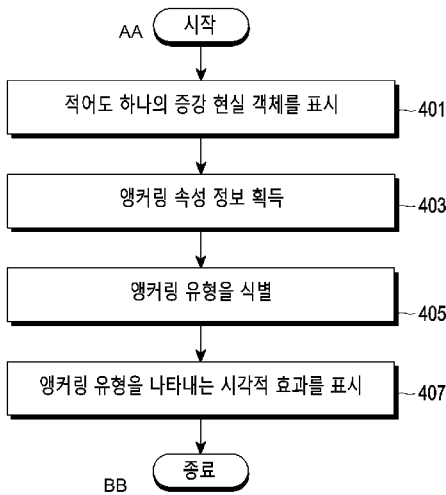 AA
시작
적어도 하나의 증강 현실 객체를 표시
401
앵커링 속성 정보 획득
403
앵커링 유형을 식별
405
앵커링 유형을 나타내는 시각적 효과를 표시
407
BB
종료